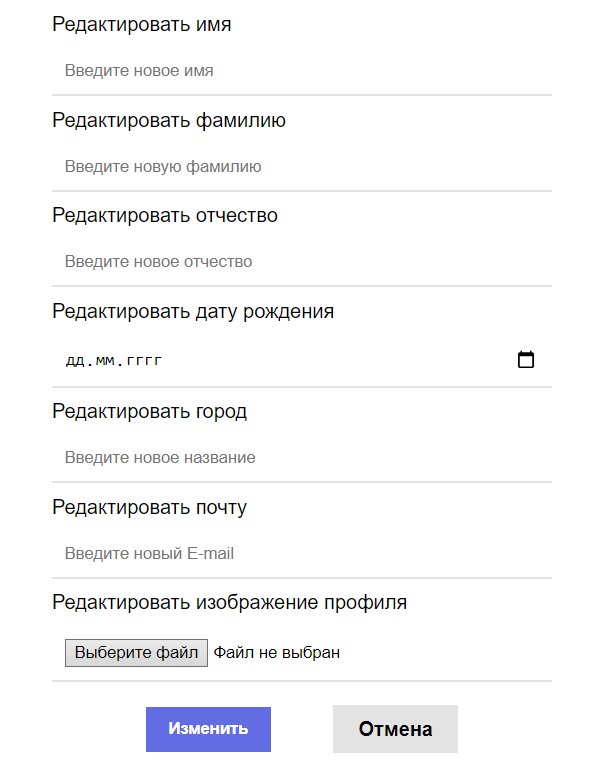 Редактировать имя
Введите новое имя
Редактировать фамилию
Введите новую фамилию
Редактировать отчество
Введите новое отчество
Редактировать дату рождения
дд.мм.гггг
Редактировать город
Введите новое название
Редактировать почту
Введите новый E-mail
Редактировать изображение профиля
Выберите файл Файл не выбран
Изменить Отмена